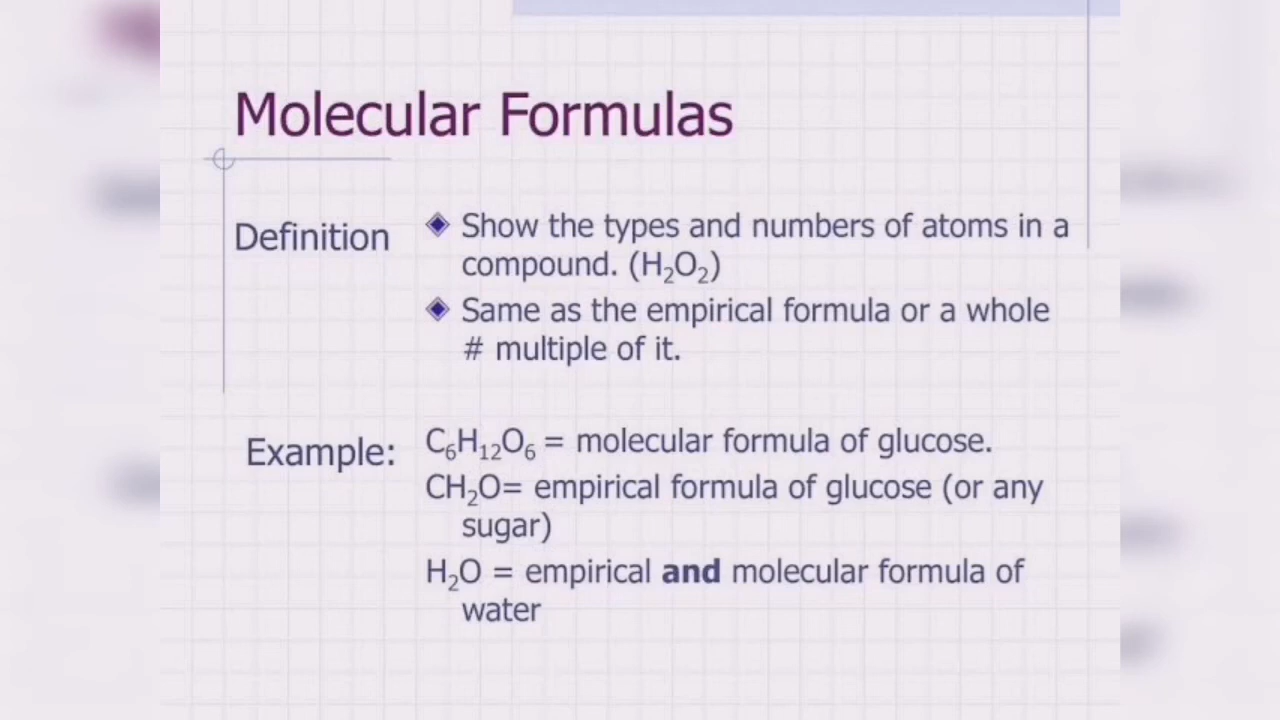 Molecular Formulas
Definition
Show the types and numbers of atoms in a
compound. (H₂O₂)
Same as the empirical formula or a whole
# multiple of it.
Example:
C₆H₁₂O₆ = molecular formula of glucose.
CH₂O= empirical formula of glucose (or any
sugar)
H₂O = empirical and molecular formula of
water